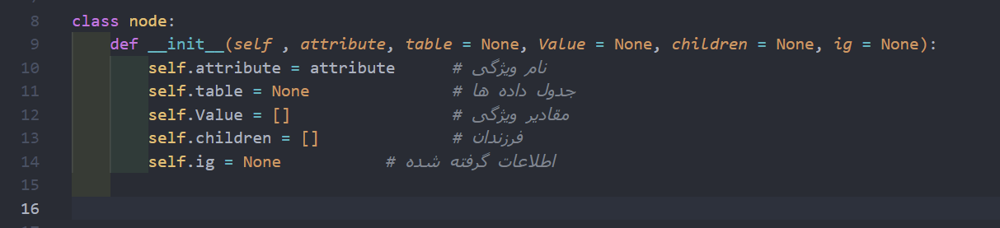 8 class node:
9 def __init__(self , attribute, table = None, Value = None, children = None, ig = None):
10 self.attribute = attribute # نام ویژگی
11 self.table = None # جدول داده ها
12 self.Value = [] # مقادیر ویژگی
13 self.children = [] # فرزندان
14 self.ig = None # اطلاعات گرفته شده
15
16